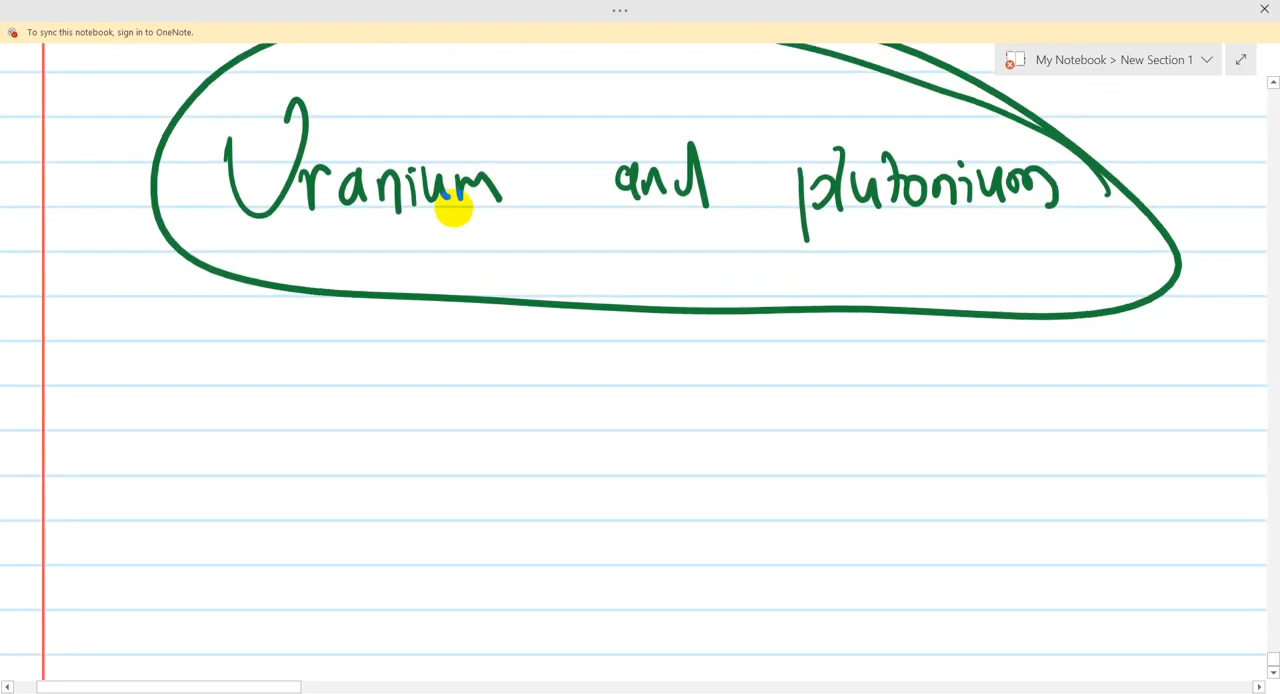 To sync this notebook, sign in to OneNote.
My Notebook > New Section 1
Uranium and plutonium